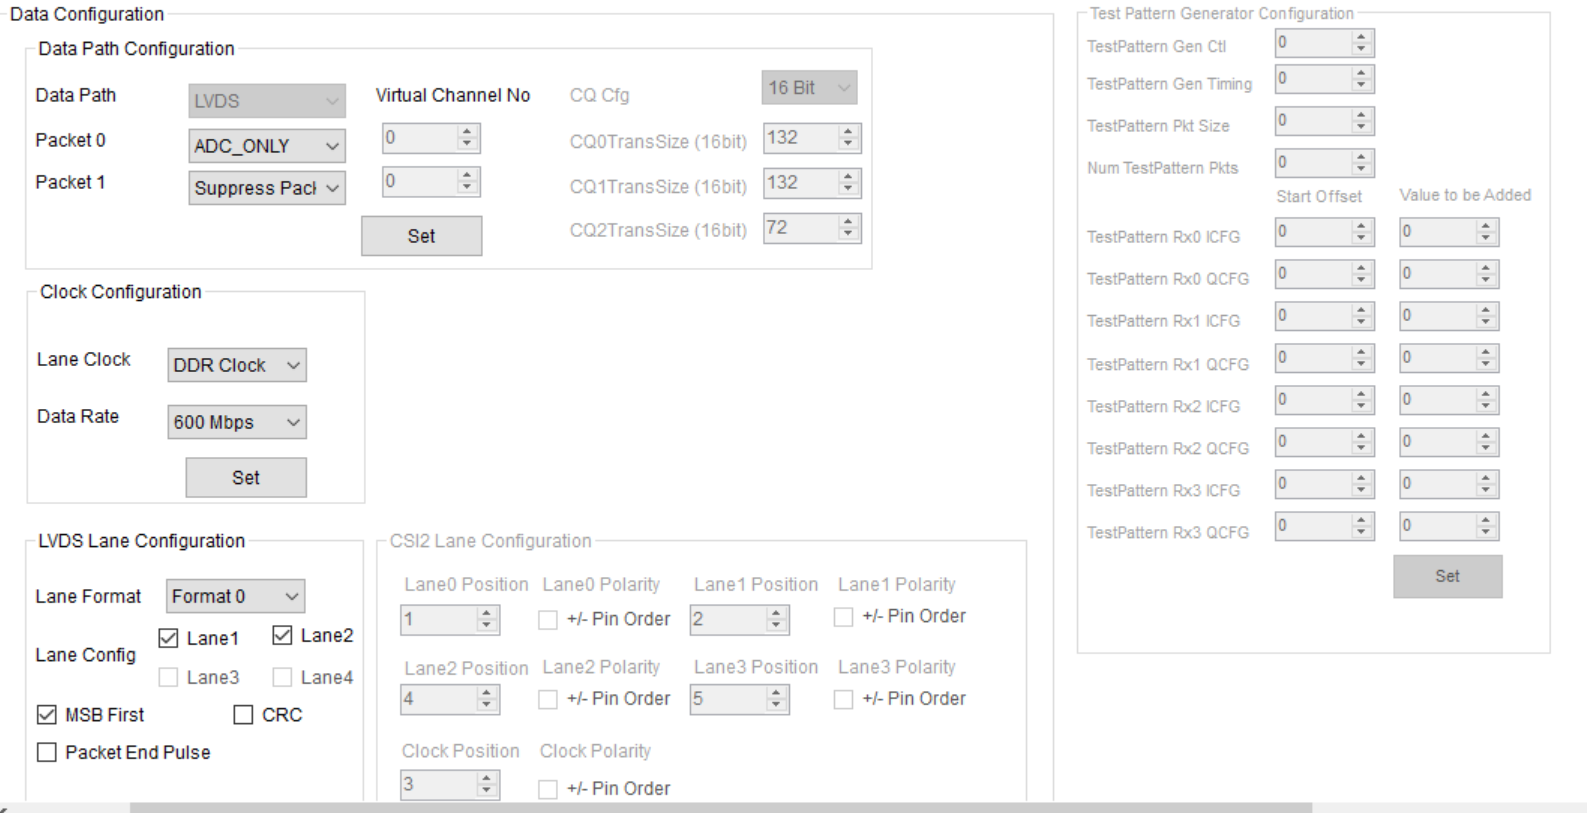 Data Configuration
Data Path Configuration
Data Path LVDS Virtual Channel No CQ Cfg 16 Bit
Packet 0 ADC_ONLY 0 CQ0TransSize (16bit) 132
Packet 1 Suppress Pack 0 CQ1TransSize (16bit) 132
Set CQ2TransSize (16bit) 72
Clock Configuration
Lane Clock DDR Clock
Data Rate 600 Mbps
Set
LVDS Lane Configuration
Lane Format Format 0
Lane Config Lane1 Lane2
Lane3 Lane4
MSB First CRC
Packet End Pulse
CSI2 Lane Configuration
Lane0 Position Lane0 Polarity Lane1 Position Lane1 Polarity
1 +/- Pin Order 2 +/- Pin Order
Lane2 Position Lane2 Polarity Lane3 Position Lane3 Polarity
4 +/- Pin Order 5 +/- Pin Order
Clock Position Clock Polarity
3 +/- Pin Order
Test Pattern Generator Configuration
TestPattern Gen Ctl 0
TestPattern Gen Timing 0
TestPattern Pkt Size 0
Num TestPattern Pkts 0
Start Offset Value to be Added
TestPattern Rx0 ICFG 0 0
TestPattern Rx0 QCFG 0 0
TestPattern Rx1 ICFG 0 0
TestPattern Rx1 QCFG 0 0
TestPattern Rx2 ICFG 0 0
TestPattern Rx2 QCFG 0 0
TestPattern Rx3 ICFG 0 0
TestPattern Rx3 QCFG 0 0
Set